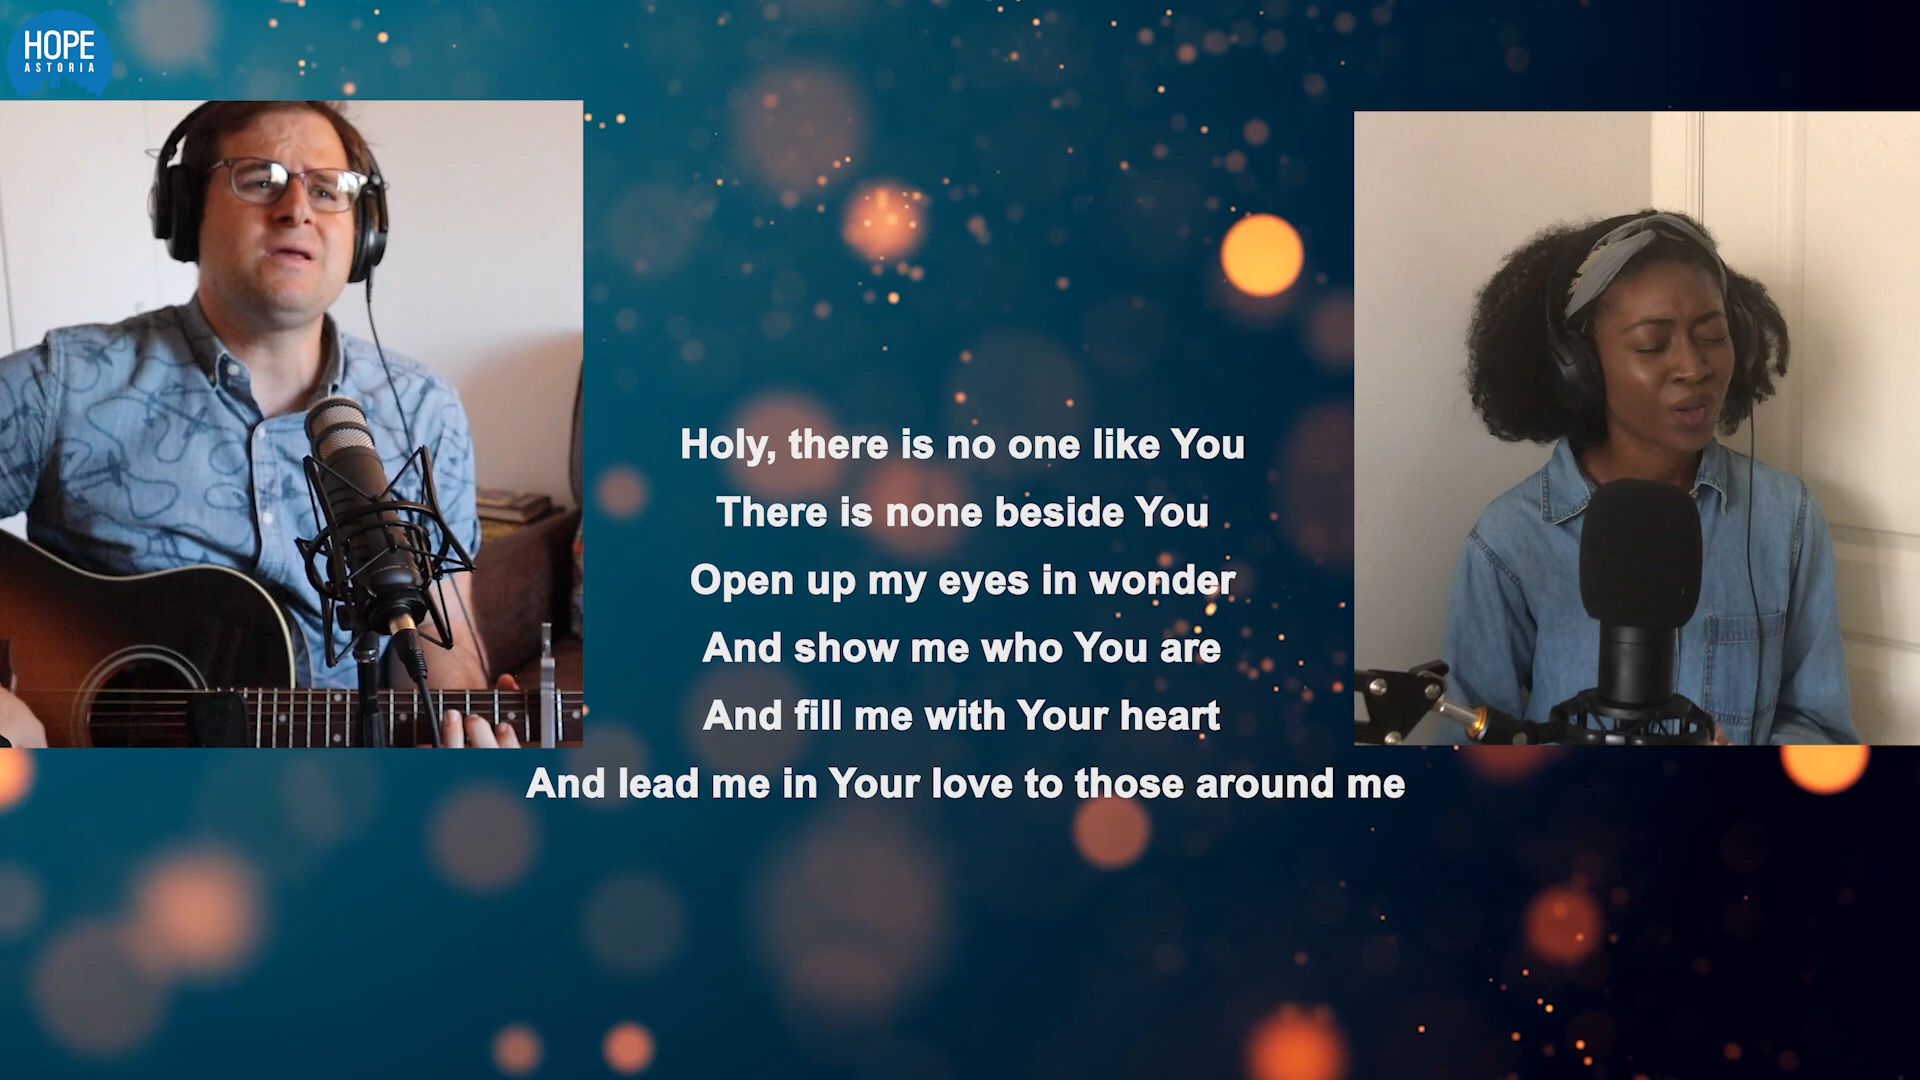 HOPE
ASTORIA
Holy, there is no one like You
There is none beside You
Open up my eyes in wonder
And show me who You are
And fill me with Your heart
And lead me in Your love to those around me